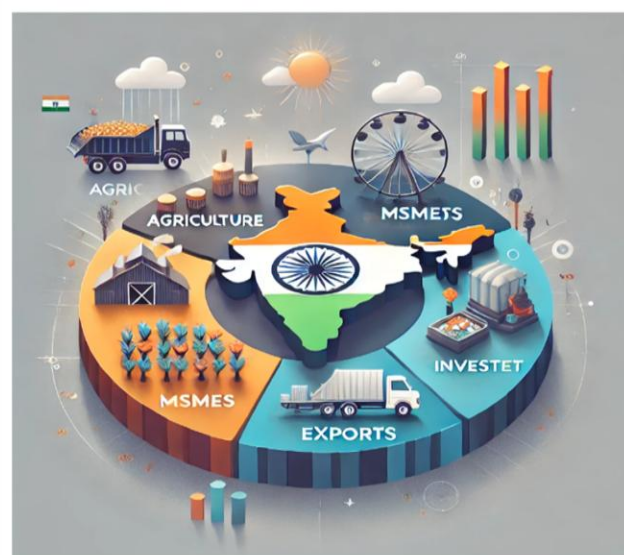 AGRIC
AGRICULTURE
MSMETS
INVESTET
MSMES
EXPORTS